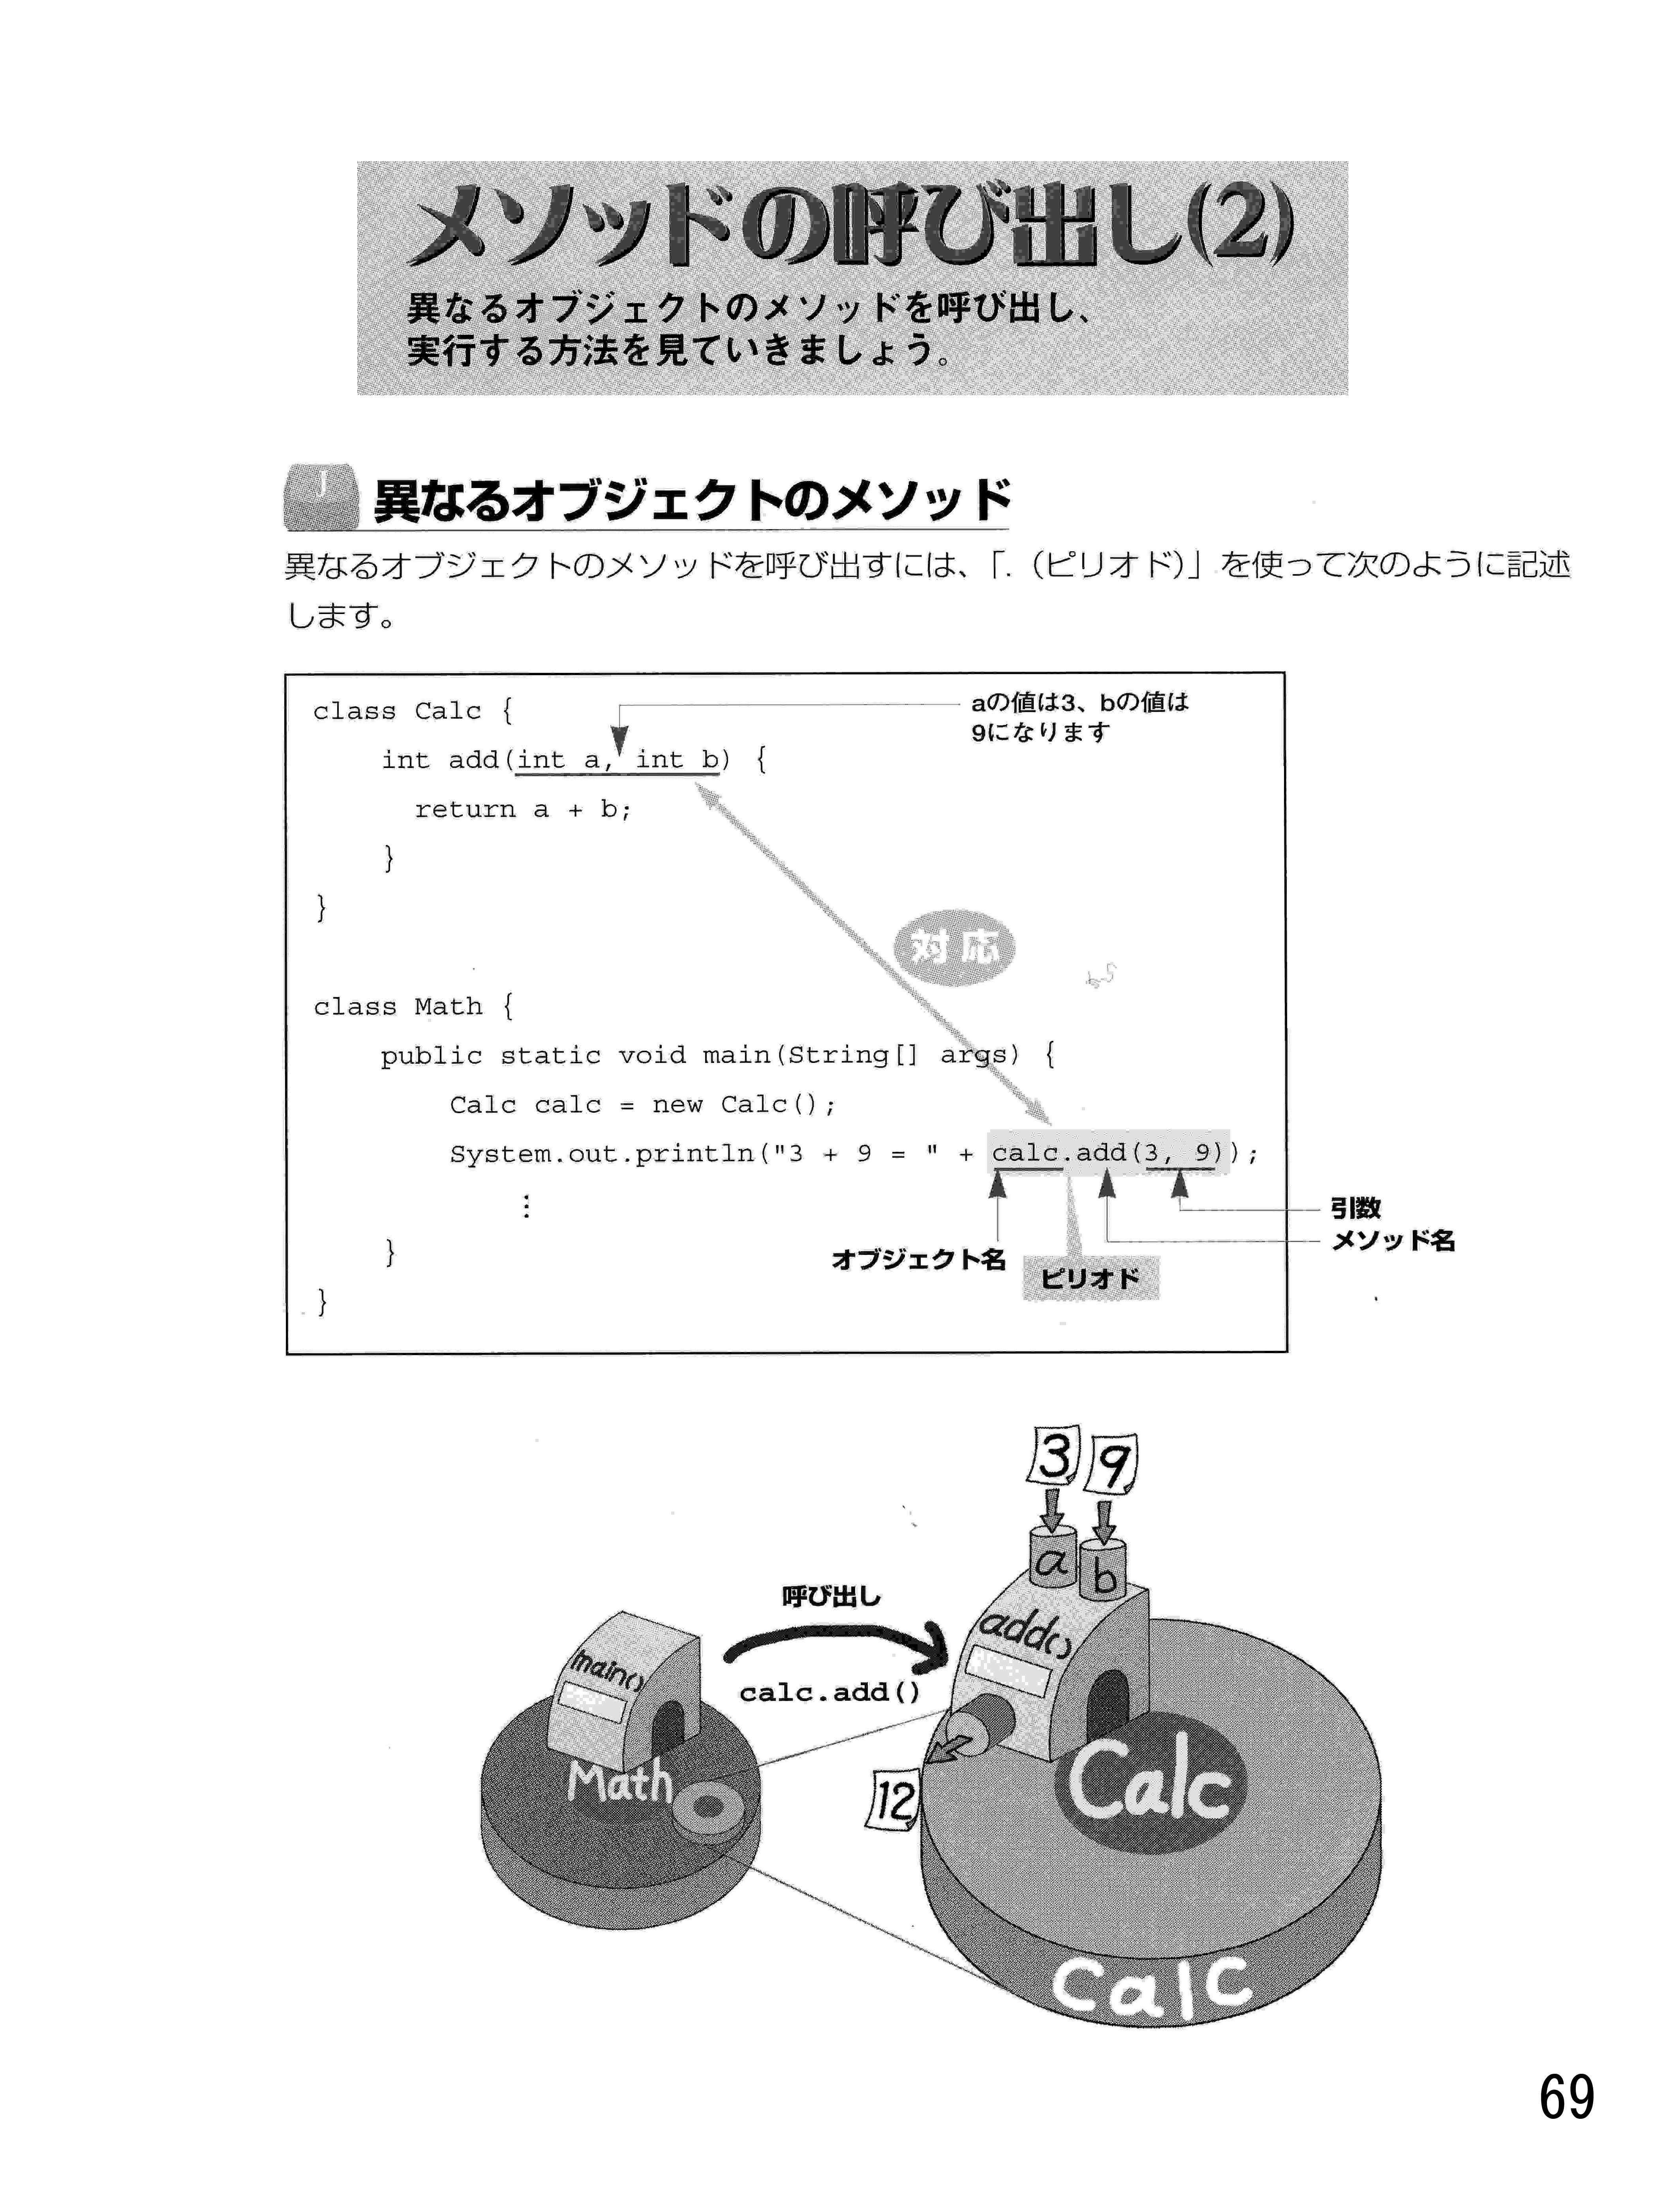 メソッドの呼び出し(2)
異なるオブジェクトのメソッドを呼び出し、
実行する方法を見ていきましょう。
J
異なるオブジェクトのメソッド
異なるオブジェクトのメソッドを呼び出すには、「.（ピリオド）」を使って次のように記述
します。
class Calc {
aの値は3、bの値は
9になります
int add(int a, int b) {
return a + b;
}
}
対応
class Math {
public static void main(String[] args) {
Calc calc = new Calc();
System.out.println("3 + 9 = " + calc.add(3, 9));
⋮
引数
メソッド名
オブジェクト名
ピリオド
}
}
3 9
a b
呼び出し
add()
main()
calc.add()
Math
12
Calc
Calc
69